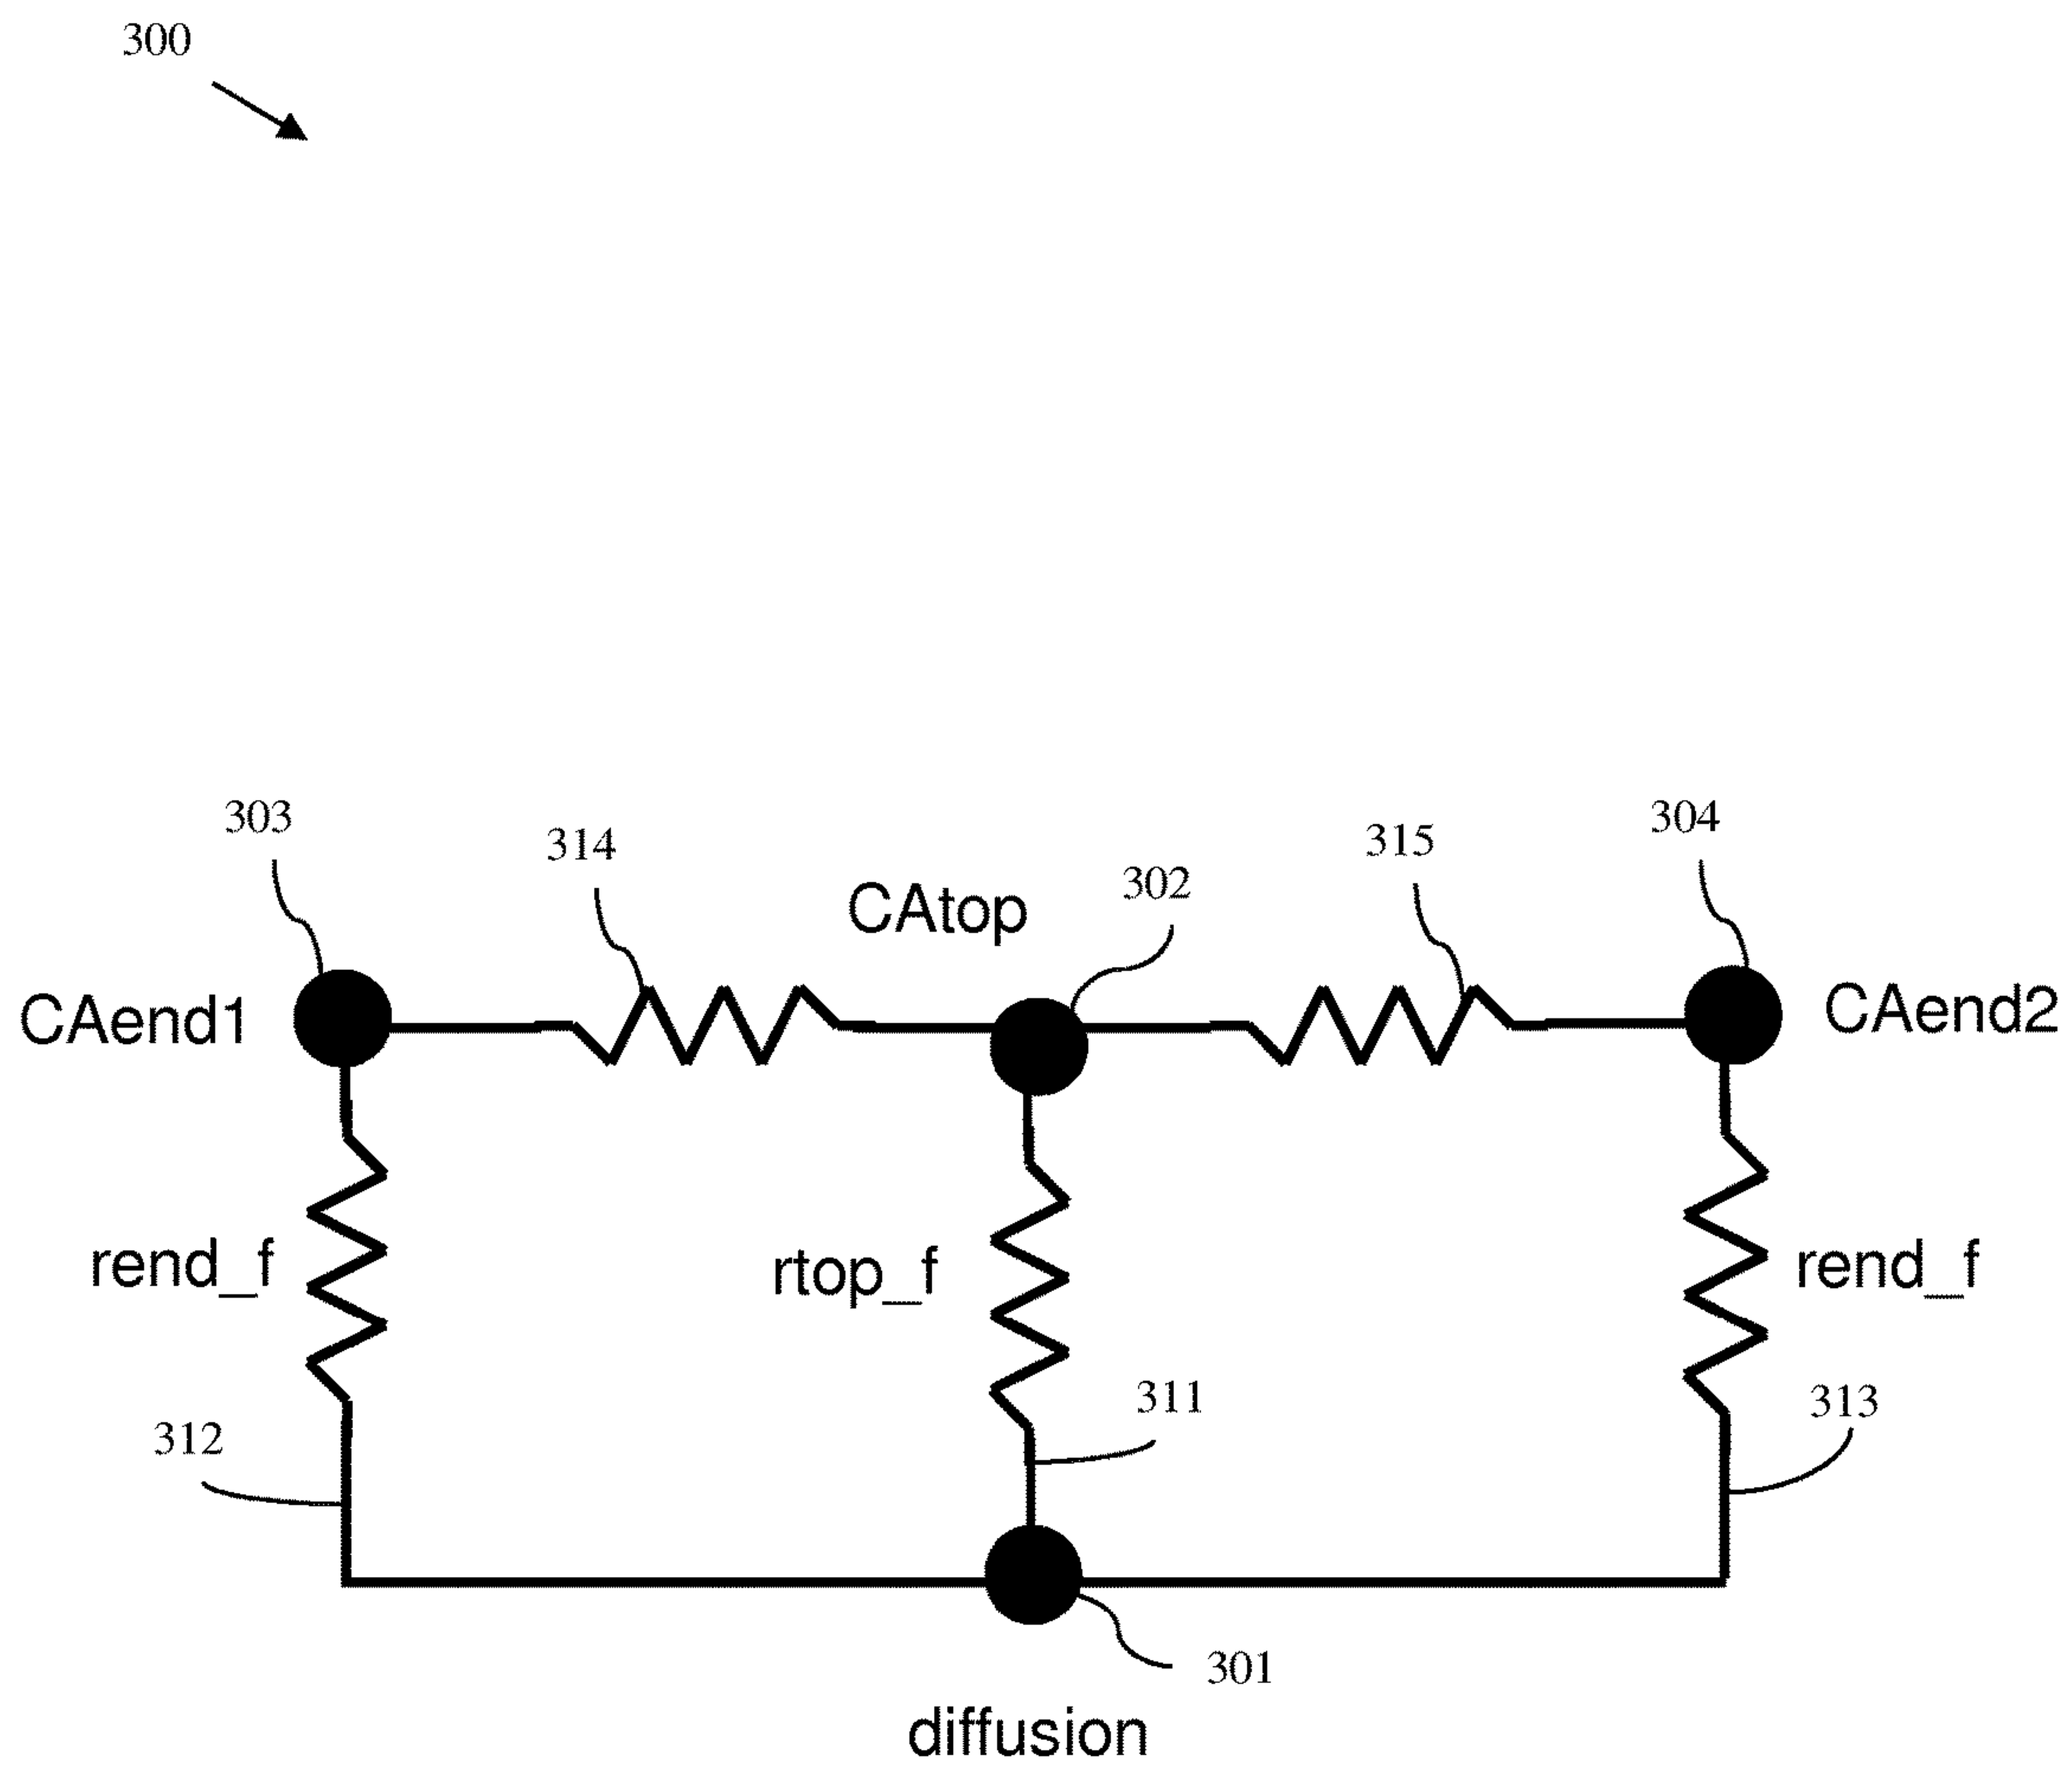 300
303
314
315
304
CAtop
302
CAend1
CAend2
rend_f
rtop_f
rend_f
311
313
312
301
diffusion